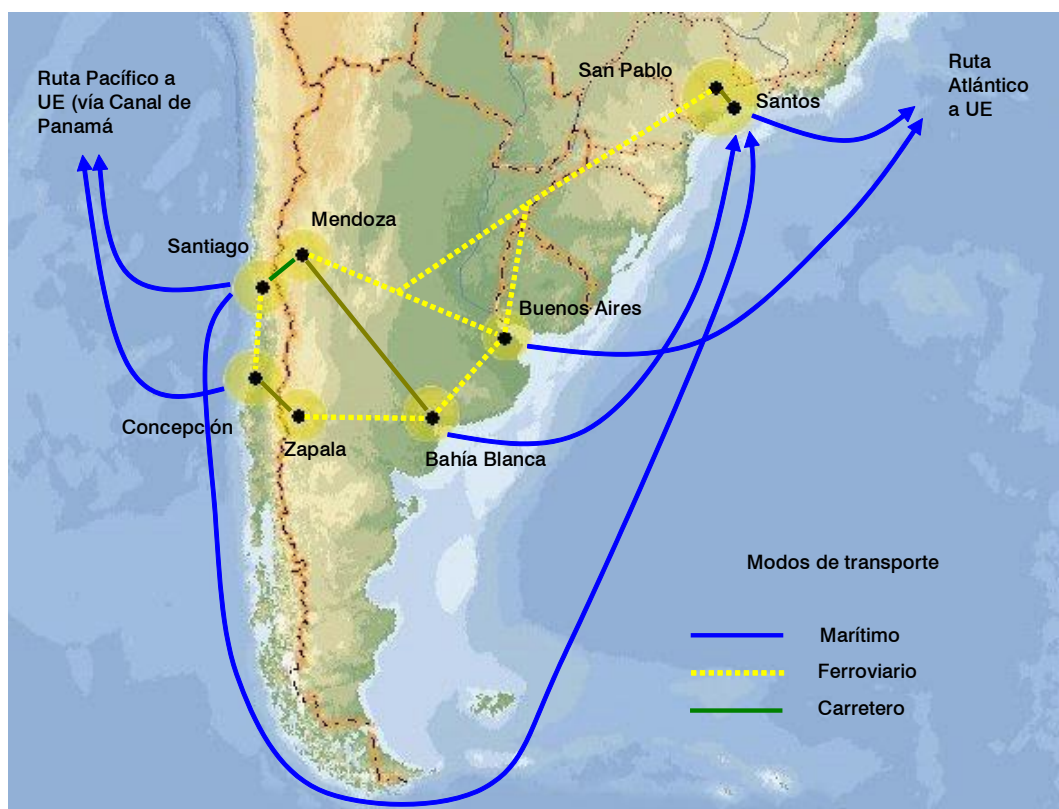 Ruta Pacífico a
UE (vía Canal de
Panamá
San Pablo
Santos
Ruta
Atlántico
a UE
Mendoza
Santiago
Buenos Aires
Concepción
Zapala
Bahía Blanca
Modos de transporte
Marítimo
Ferroviario
Carretero